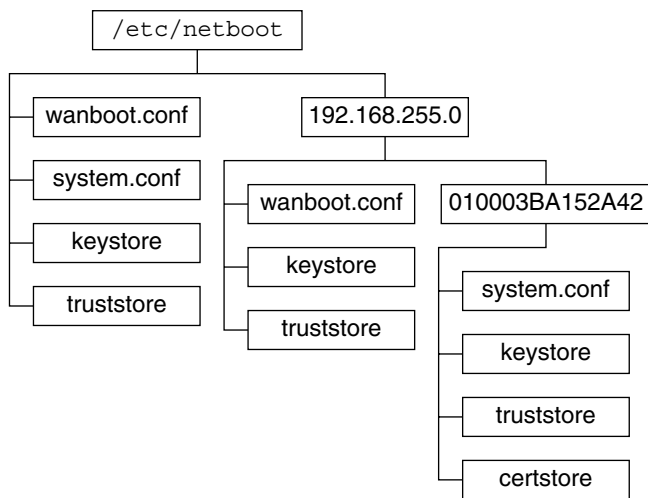 /etc/netboot
wanboot.conf
system.conf
keystore
truststore
192.168.255.0
wanboot.conf
keystore
truststore
010003BA152A42
system.conf
keystore
truststore
certstore